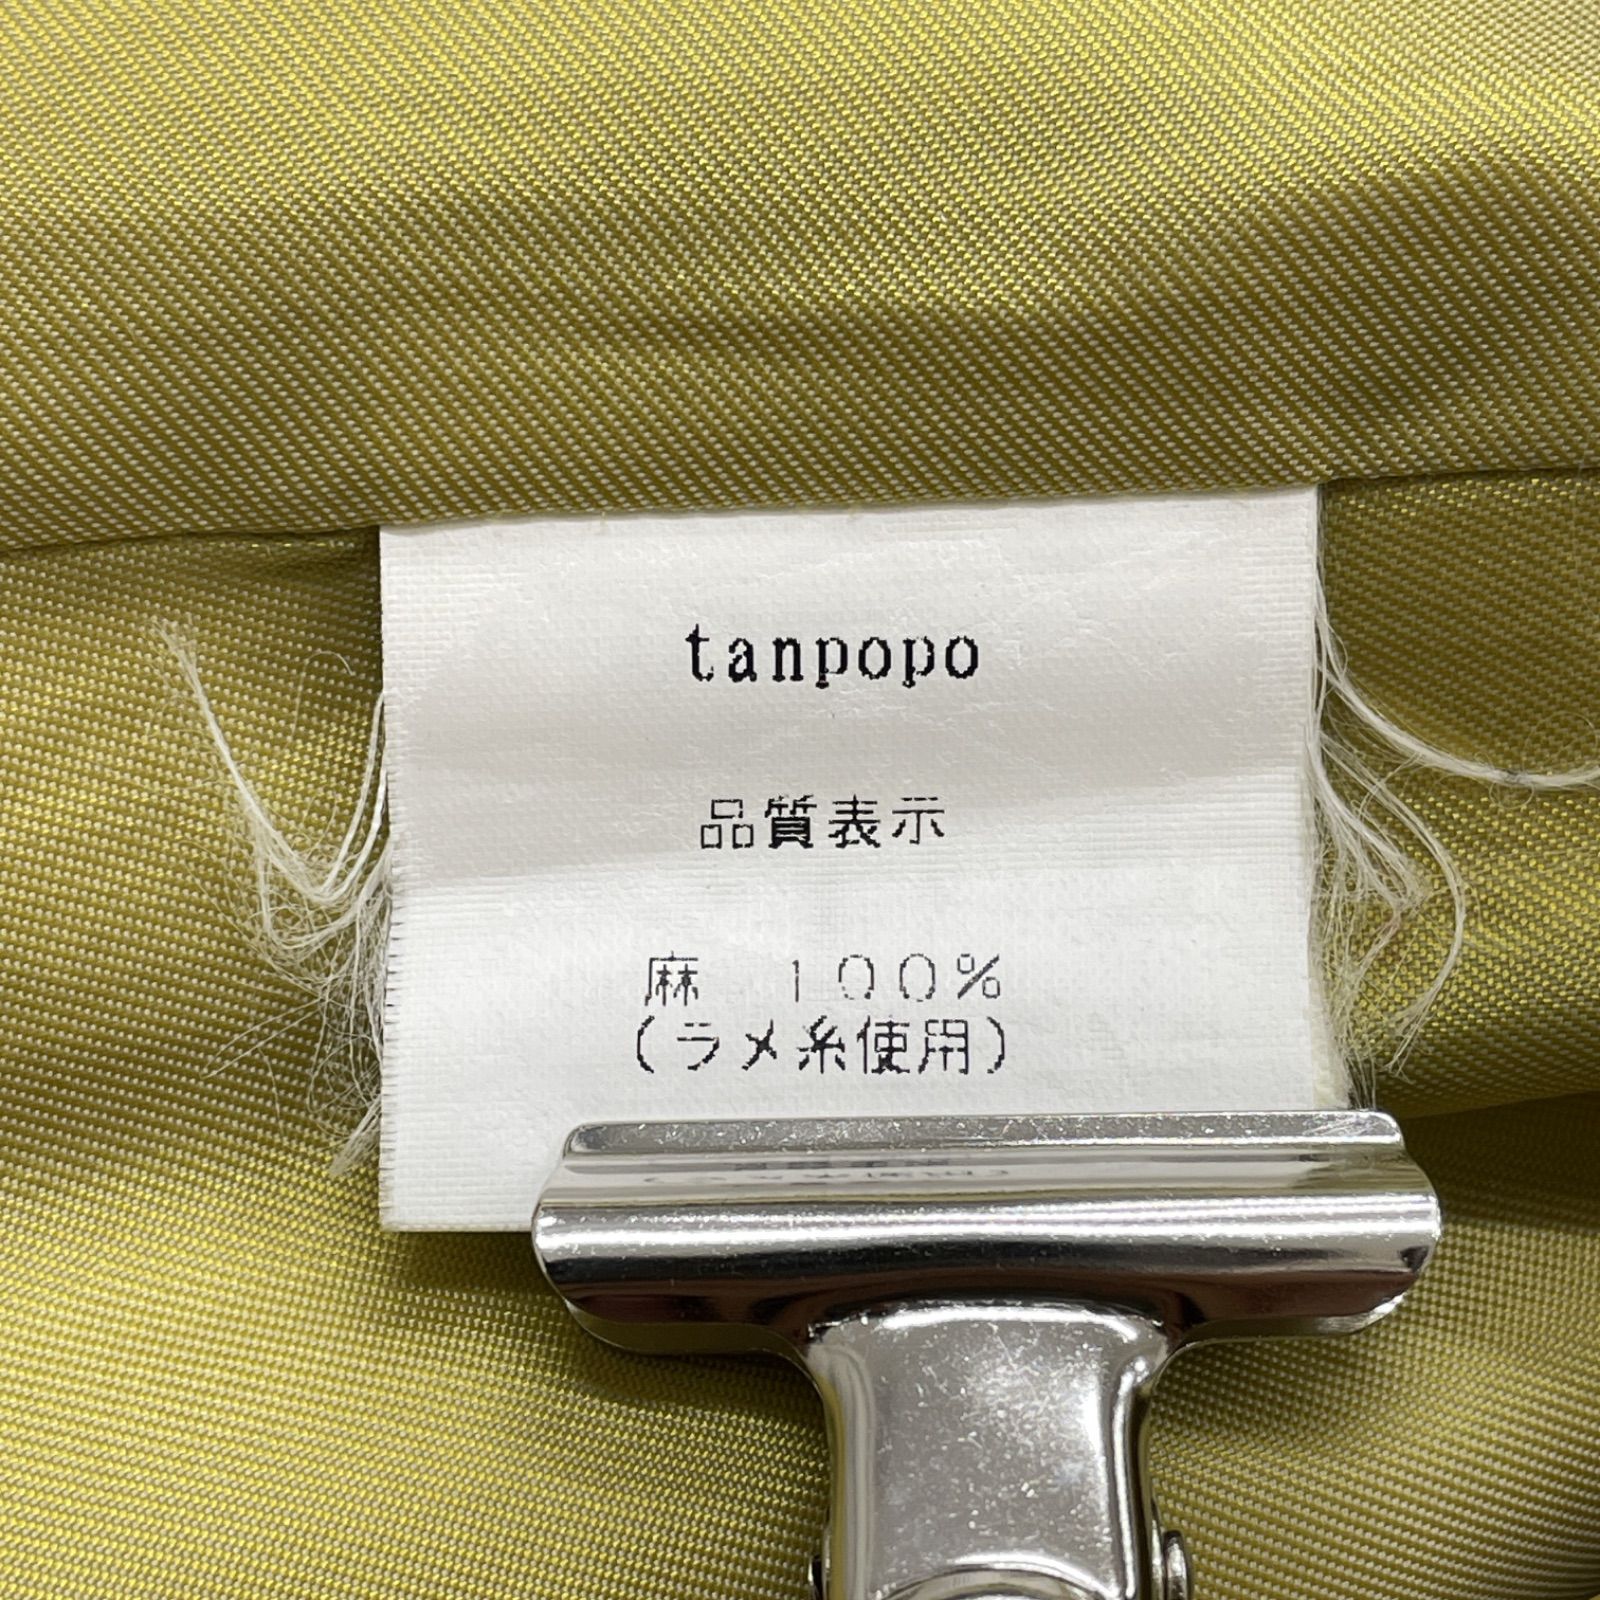 tanpopo
品質表示
麻　１００％
(ラメ糸使用)